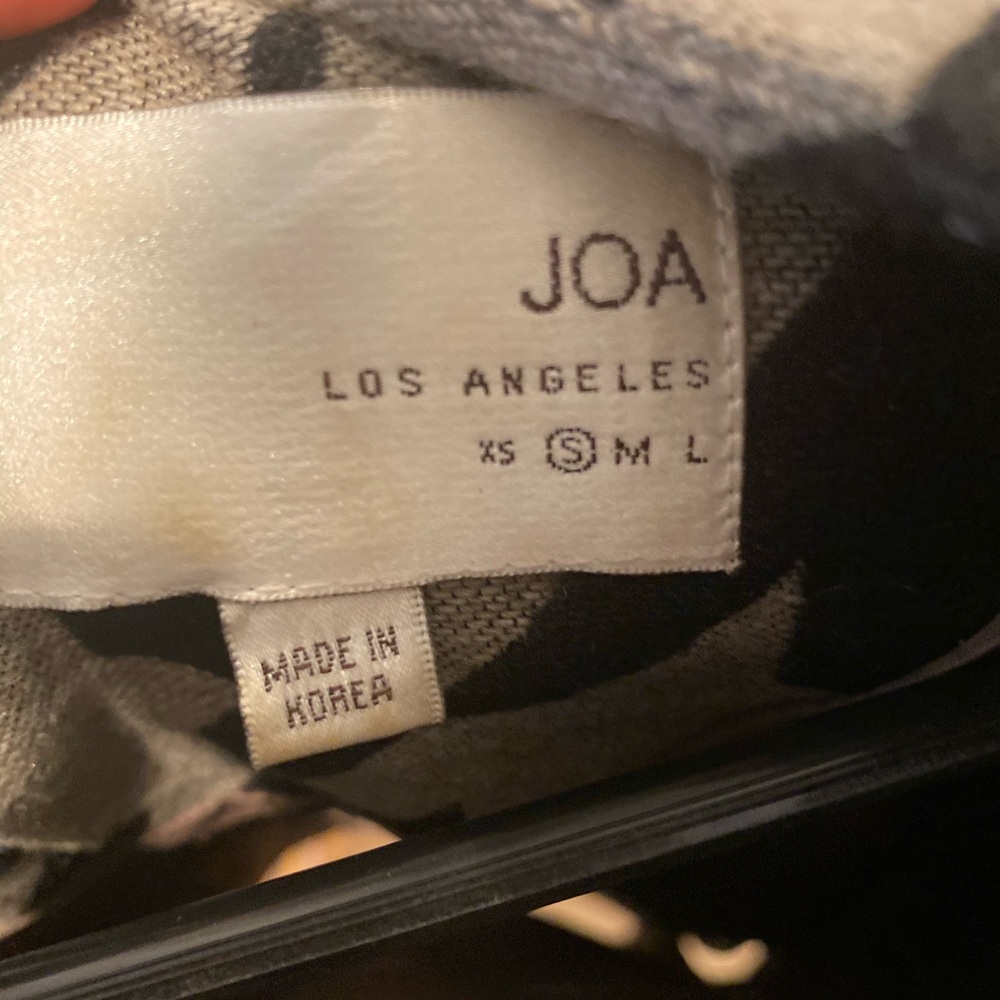 JOA
LOS ANGELES
XS S M L
MADE IN
KOREA